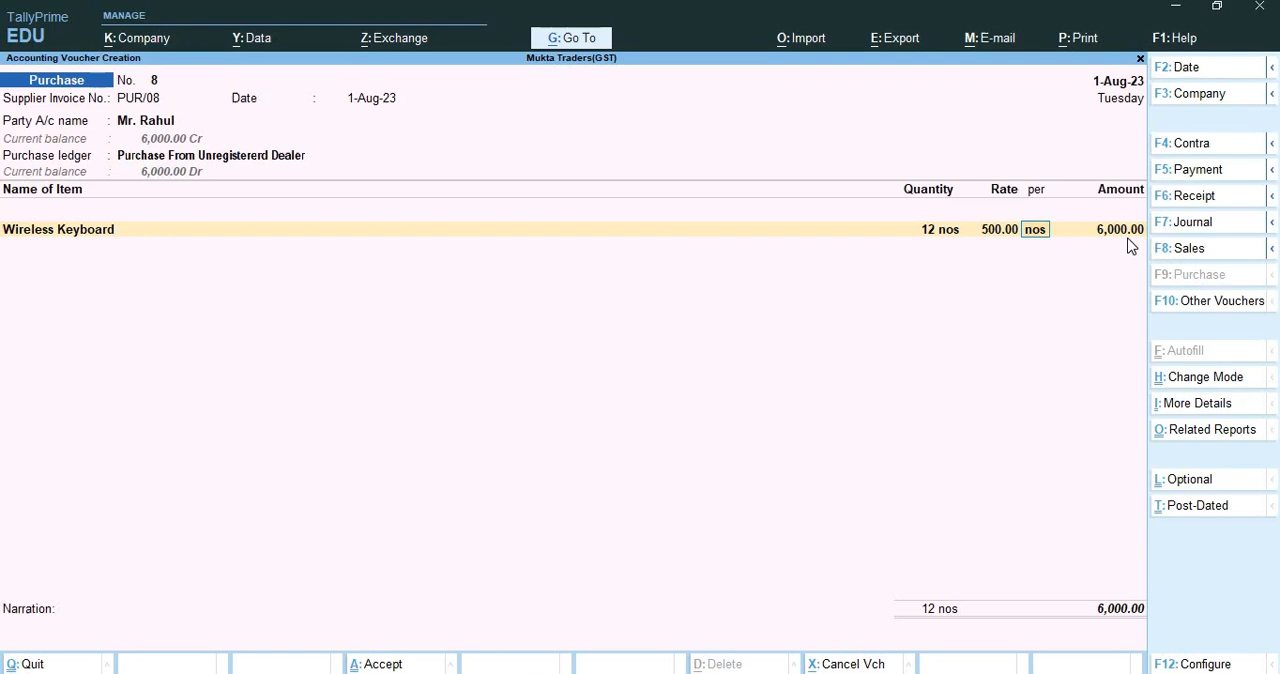 TallyPrime
EDU
MANAGE
K: Company
Y: Data
Z: Exchange
G: Go To
O: Import
E: Export
M: E-mail
P: Print
F1: Help
Accounting Voucher Creation
Mukta Traders(GST)
Purchase No. 8
1-Aug-23
Supplier Invoice No.: PUR/08 Date : 1-Aug-23
Tuesday
Party A/c name : Mr. Rahul
Current balance : 6,000.00 Cr
Purchase ledger : Purchase From Unregistererd Dealer
Current balance : 6,000.00 Dr
Name of Item Quantity Rate per Amount
Wireless Keyboard 12 nos 500.00 nos 6,000.00
Narration: 12 nos 6,000.00
F2: Date
F3: Company
F4: Contra
F5: Payment
F6: Receipt
F7: Journal
F8: Sales
F9: Purchase
F10: Other Vouchers
F: Autofill
H: Change Mode
I: More Details
O: Related Reports
L: Optional
T: Post-Dated
Q: Quit
A: Accept
D: Delete
X: Cancel Vch
F12: Configure